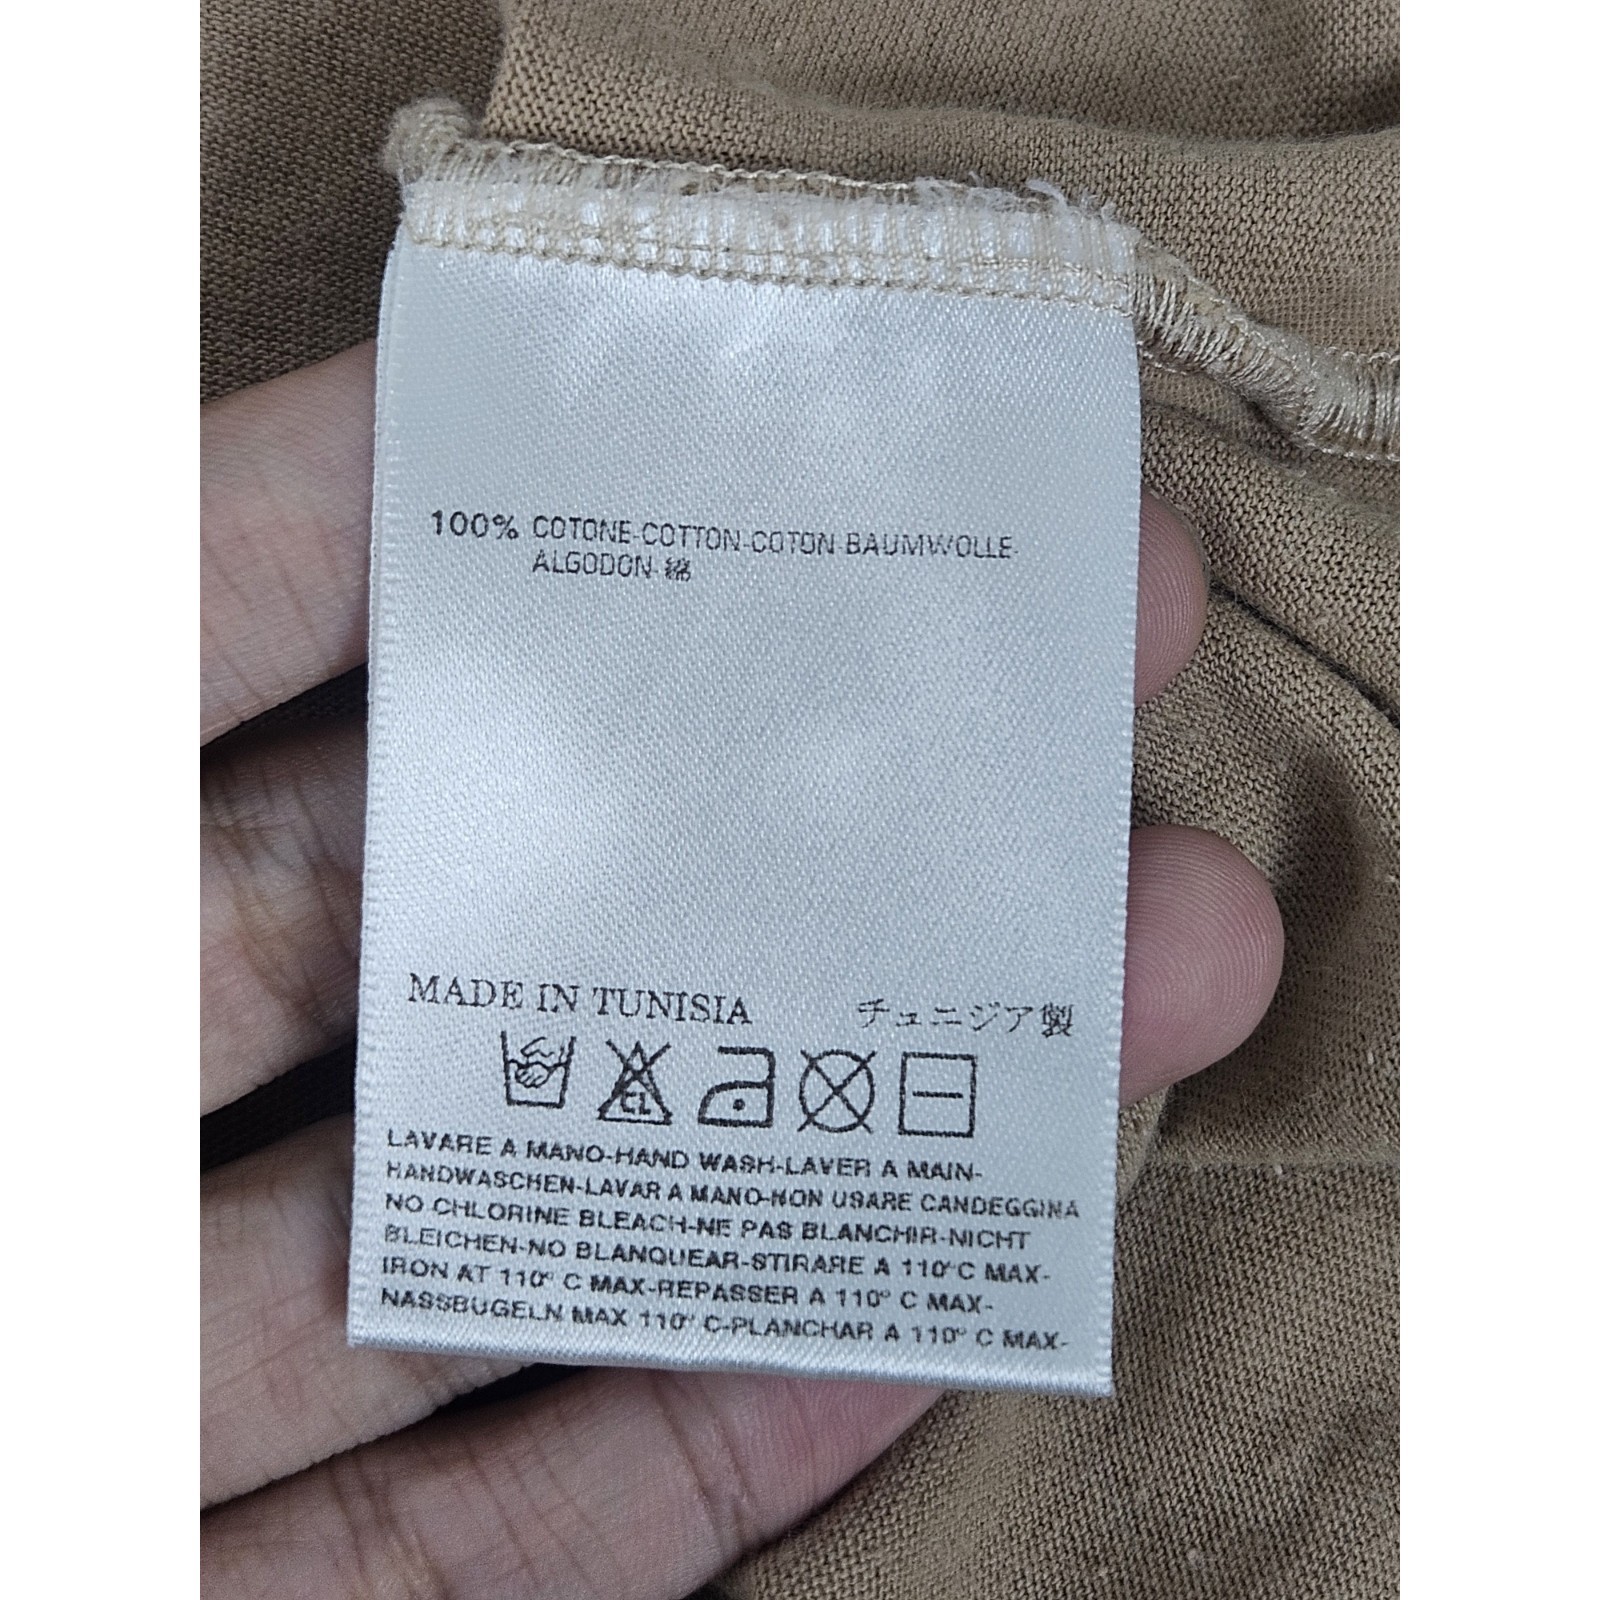 100% COTONE-COTTON-COTON-BAUMWOLLE-
ALGODON-綿
MADE IN TUNISIA チュニジア製
CL
LAVARE A MANO-HAND WASH-LAVER A MAIN-
HANDWASCHEN-LAVAR A MANO-NON USARE CANDEGGINA
NO CHLORINE BLEACH-NE PAS BLANCHIR-NICHT
BLEICHEN-NO BLANQUEAR-STIRARE A 110° C MAX-
IRON AT 110° C MAX-REPASSER A 110° C MAX-
NASSBUGELN MAX 110° C-PLANCHAR A 110° C MAX-